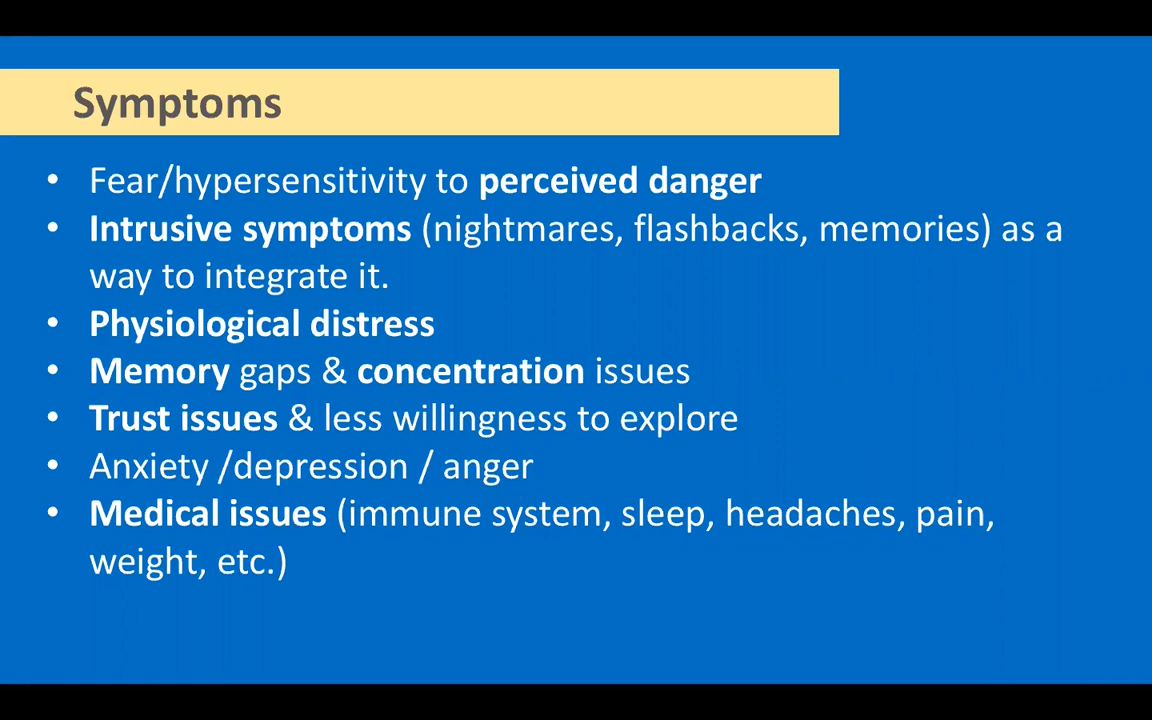 Symptoms
• Fear/hypersensitivity to perceived danger
• Intrusive symptoms (nightmares, flashbacks, memories) as a
way to integrate it.
• Physiological distress
• Memory gaps & concentration issues
• Trust issues & less willingness to explore
• Anxiety /depression / anger
• Medical issues (immune system, sleep, headaches, pain,
weight, etc.)